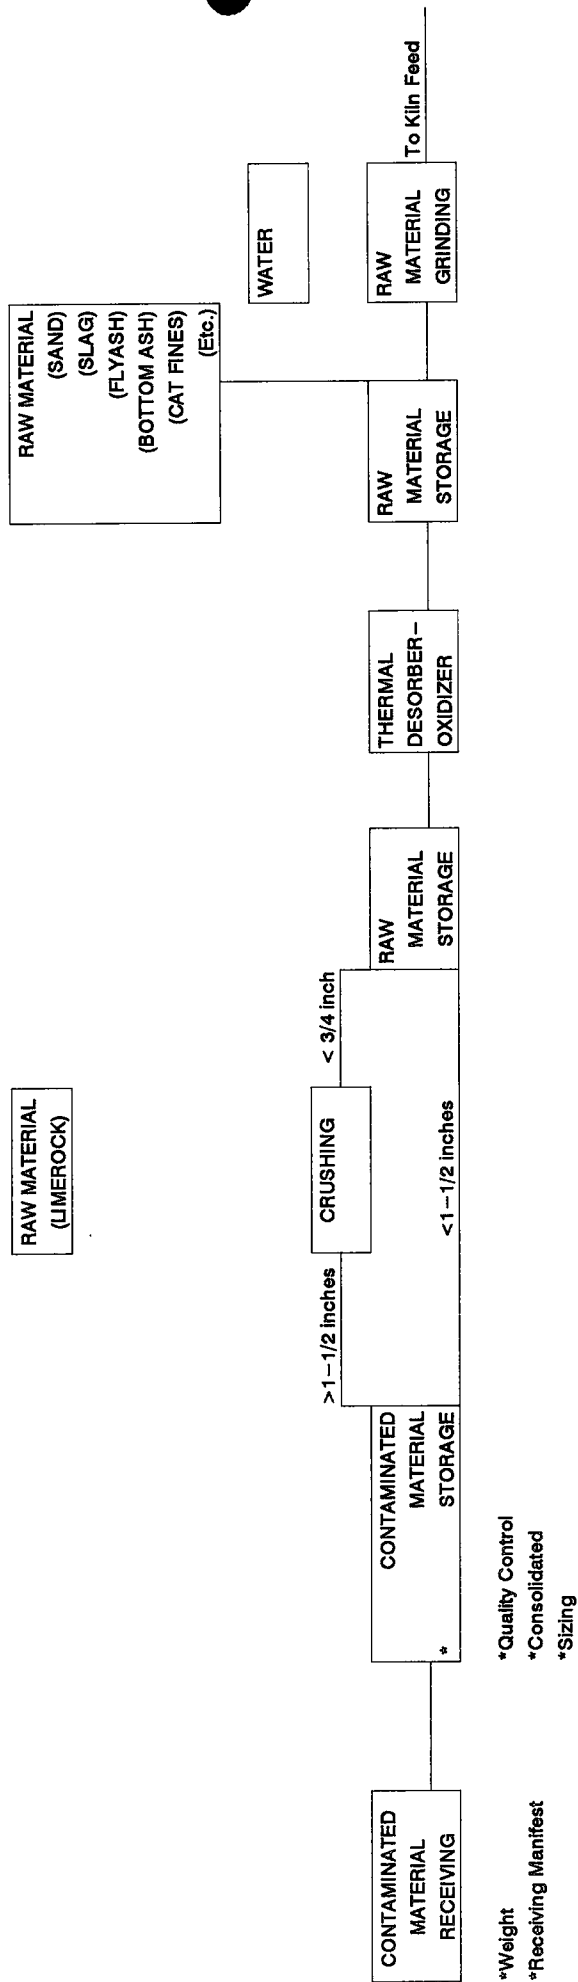 RAW MATERIAL
(LIMEROCK)
RAW MATERIAL
(SAND)
(SLAG)
(FLYASH)
(BOTTOM ASH)
(CAT FINES)
(Etc.)
WATER
CONTAMINATED
MATERIAL
RECEIVING
*Weight
*Receiving Manifest
CONTAMINATED
MATERIAL
STORAGE
*
*Quality Control
*Consolidated
*Sizing
>1-1/2 inches
CRUSHING
< 3/4 inch
<1-1/2 inches
RAW
MATERIAL
STORAGE
THERMAL
DESORBER-
OXIDIZER
RAW
MATERIAL
STORAGE
RAW
MATERIAL
GRINDING
To Kiln Feed